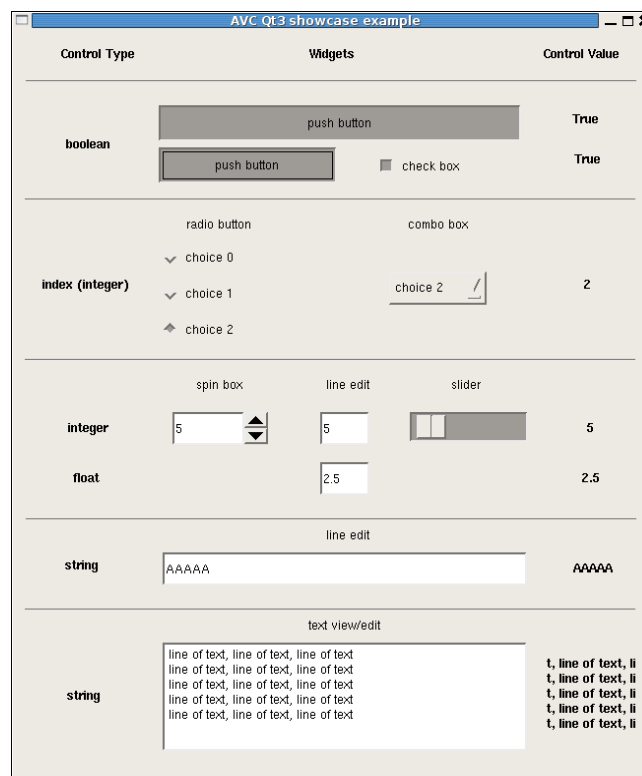 AVC Qt3 showcase example
Control Type Widgets Control Value
push button True
boolean
push button check box True
radio button combo box
choice 0
index (integer) choice 1 choice 2 2
choice 2
spin box line edit slider
integer 5 5 5
float 2.5 2.5
line edit
string AAAAA AAAAA
text view/edit
line of text, line of text, line of text t, line of text, li
line of text, line of text, line of text t, line of text, li
string line of text, line of text, line of text t, line of text, li
line of text, line of text, line of text t, line of text, li
line of text, line of text, line of text t, line of text, li